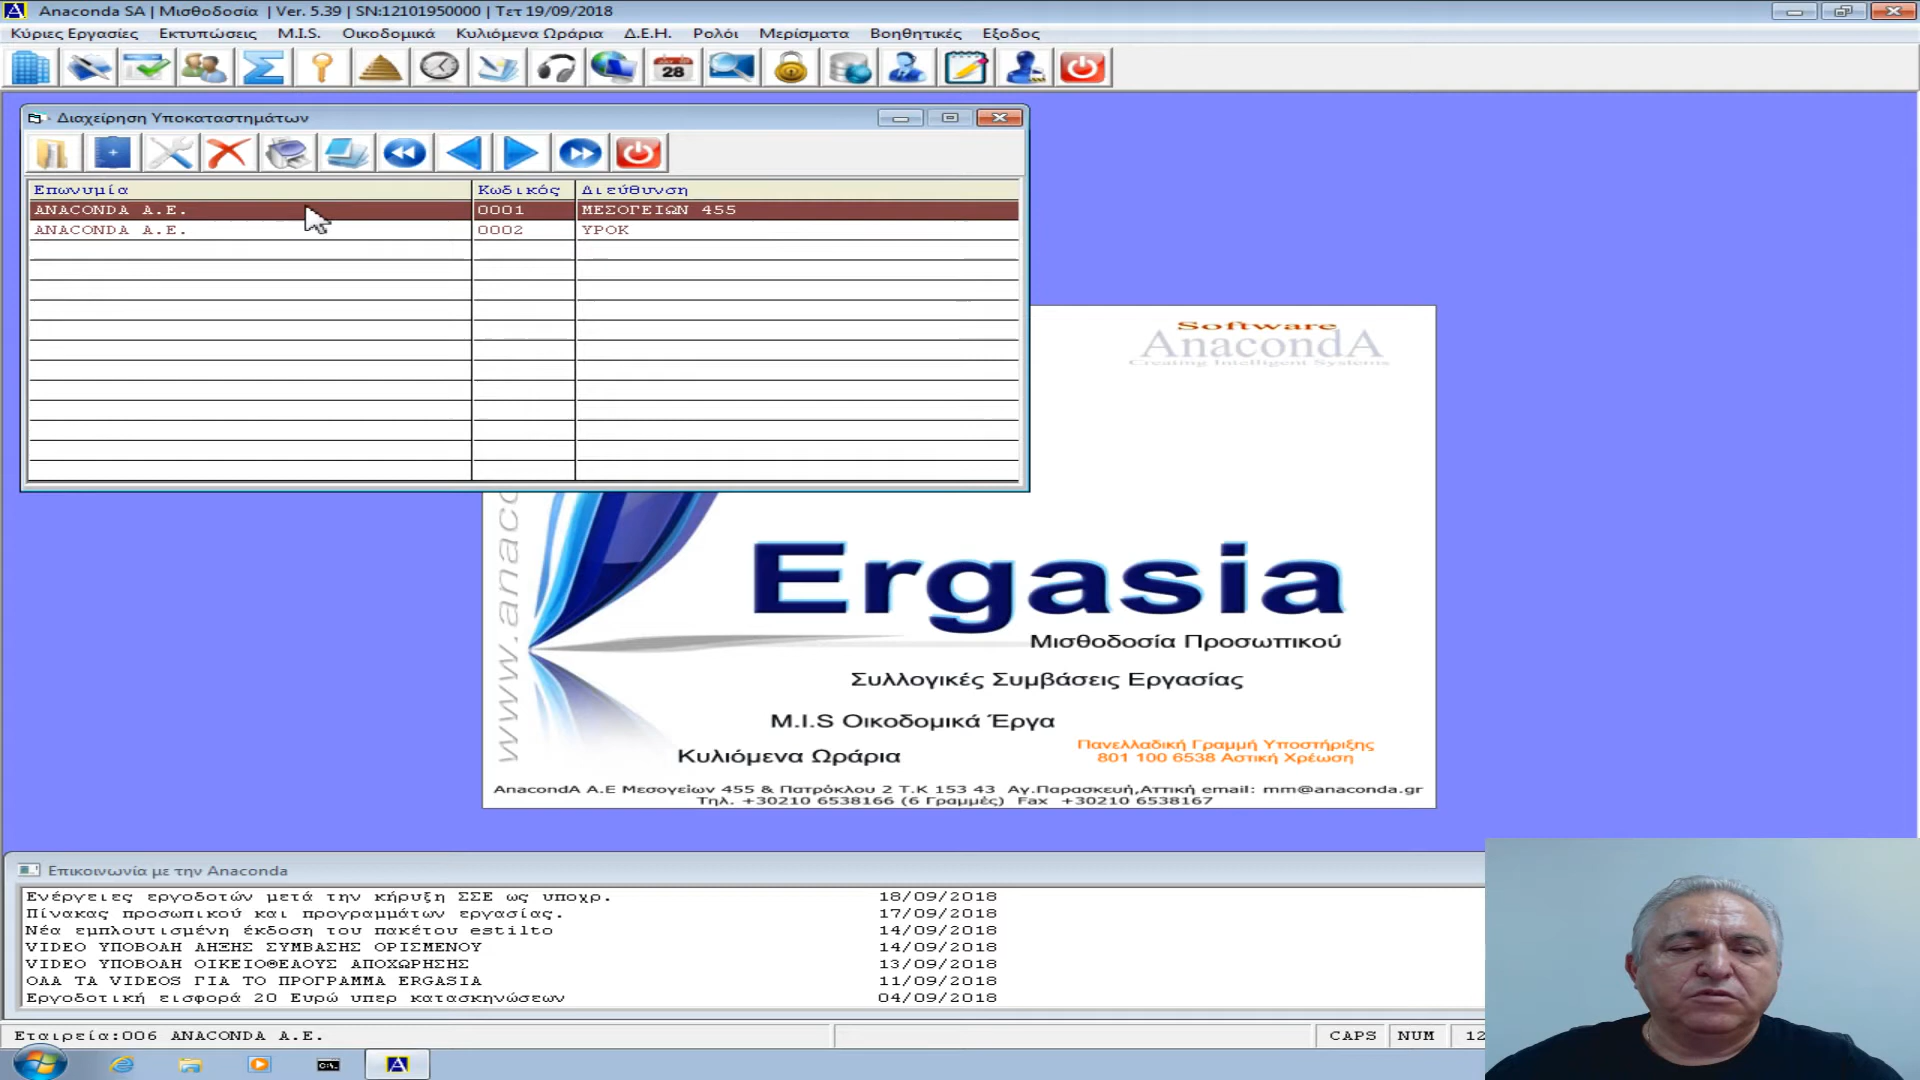 Anaconda SA | Μισθοδοσία | Ver. 5.39 | SN:12101950000 | Τετ 19/09/2018
Κύριες Εργασίες Εκτυπώσεις M.I.S. Οικοδομικά Κυλιόμενα Ωράρια Δ.Ε.Η. Ρολόι Μερίσματα Βοηθητικές Εξοδος
28
Διαχείρηση Υποκαταστημάτων
Επωνυμία Κωδικός Διεύθυνση
ANACONDA A.E. 0001 ΜΕΣΟΓΕΙΩΝ 455
ANACONDA A.E. 0002 ΥΡΟΚ
Software
AnacondA
Creating Intelligent Systems
www.anaco
Ergasia
Μισθοδοσία Προσωπικού
Συλλογικές Συμβάσεις Εργασίας
M.I.S Οικοδομικά Έργα
Κυλιόμενα Ωράρια
Πανελλαδική Γραμμή Υποστήριξης
801 100 6538 Αστική Χρέωση
AnacondA A.E Μεσογείων 455 & Πατρόκλου 2 Τ.Κ 153 43 Αγ.Παρασκευή,Αττική email: mm@anaconda.gr
Τηλ. +30210 6538166 (6 Γραμμές) Fax +30210 6538167
Επικοινωνία με την Anaconda
Ενέργειες εργοδοτών μετά την κήρυξη ΣΣΕ ως υποχρ. 18/09/2018
Πίνακας προσωπικού και προγραμμάτων εργασίας. 17/09/2018
Νέα εμπλουτισμένη έκδοση του πακέτου estilto 14/09/2018
VIDEO ΥΠΟΒΟΛΗ ΛΗΞΗΣ ΣΥΜΒΑΣΗΣ ΟΡΙΣΜΕΝΟΥ 14/09/2018
VIDEO ΥΠΟΒΟΛΗ ΟΙΚΕΙΟΘΕΛΟΥΣ ΑΠΟΧΩΡΗΣΗΣ 13/09/2018
ΟΛΑ ΤΑ VIDEOS ΓΙΑ ΤΟ ΠΡΟΓΡΑΜΜΑ ERGASIA 11/09/2018
Εργοδοτική εισφορά 20 Ευρώ υπερ κατασκηνώσεων 04/09/2018
Εταιρεία:006 ANACONDA A.E. CAPS NUM 12